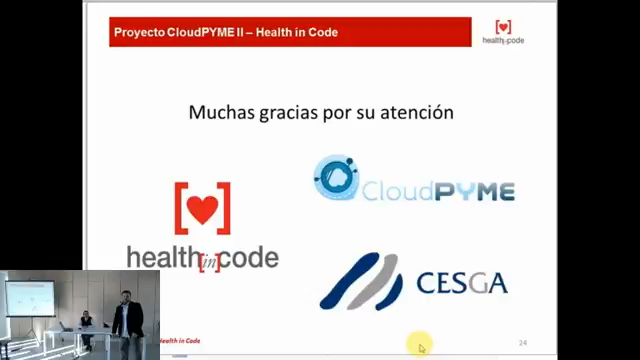 Proyecto CloudPYME II – Health in Code
health in code
Muchas gracias por su atención
CloudPYME
health in code
CESGA
Health in Code
24